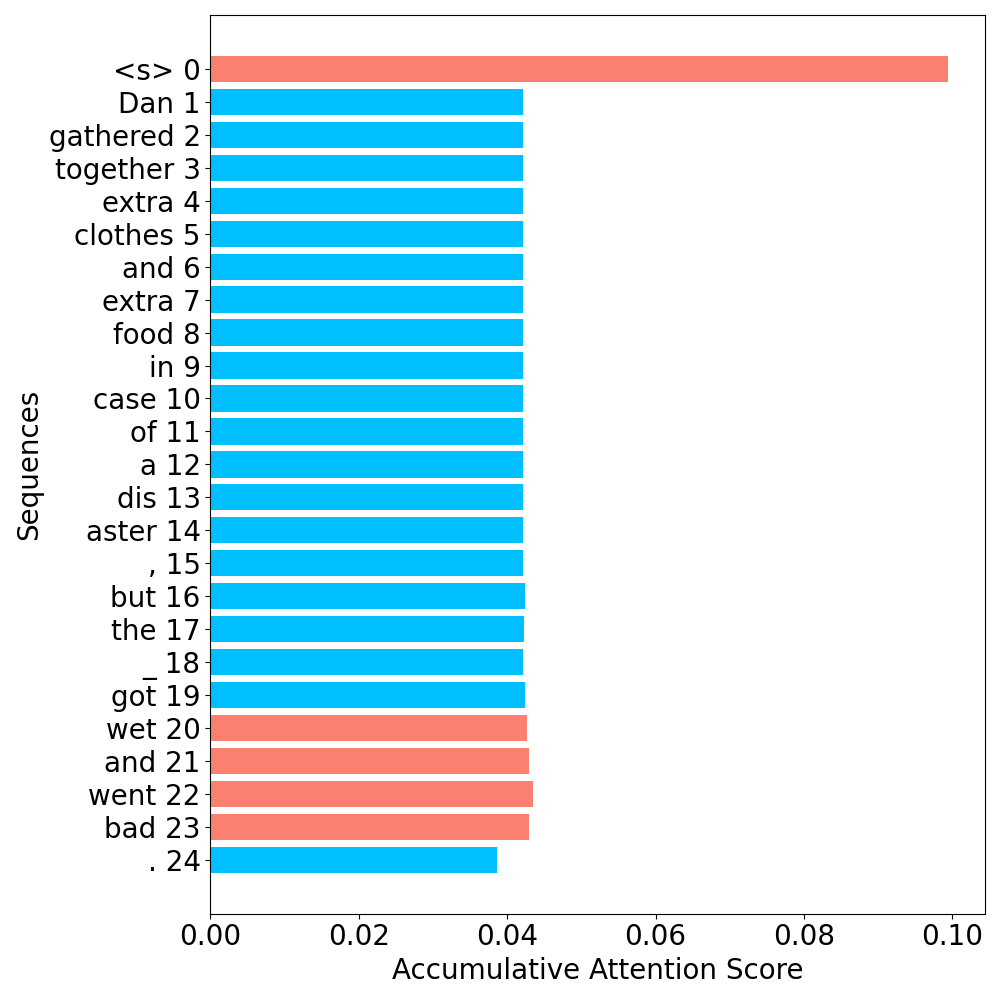 <s> 0
Dan 1
gathered 2
together 3
extra 4
clothes 5
and 6
extra 7
food 8
in 9
case 10
of 11
a 12
dis 13
aster 14
, 15
but 16
the 17
_ 18
got 19
wet 20
and 21
went 22
bad 23
. 24
Sequences
0.00 0.02 0.04 0.06 0.08 0.10
Accumulative Attention Score